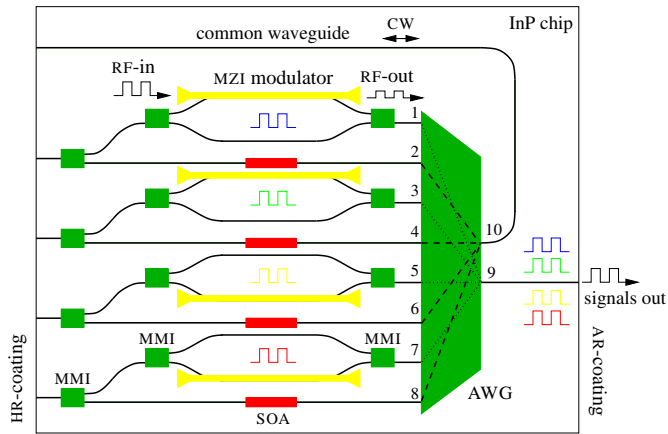 CW
InP chip
common waveguide
RF-in
MZI modulator
RF-out
1
2
3
4
10
5
9
signals out
6
MMI
MMI
7
MMI
8
AWG
SOA
HR-coating
AR-coating